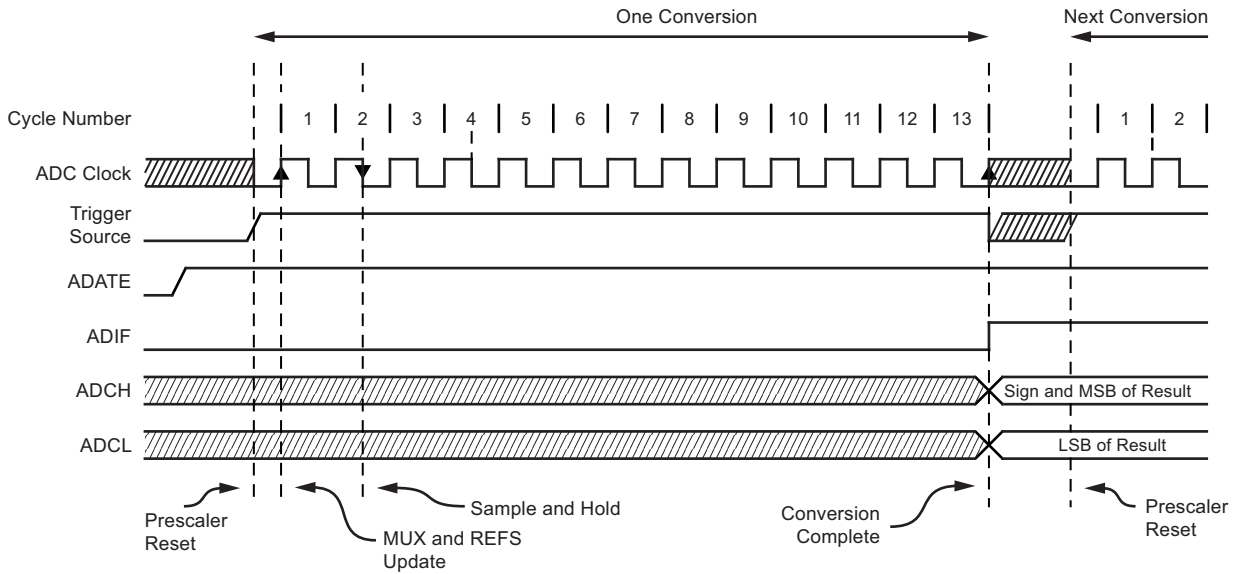 One Conversion
Next Conversion
Cycle Number
1 2 3 4 5 6 7 8 9 10 11 12 13 1 2
ADC Clock
Trigger
Source
ADATE
ADIF
ADCH
Sign and MSB of Result
ADCL
LSB of Result
Prescaler
Reset
MUX and REFS
Update
Sample and Hold
Conversion
Complete
Prescaler
Reset